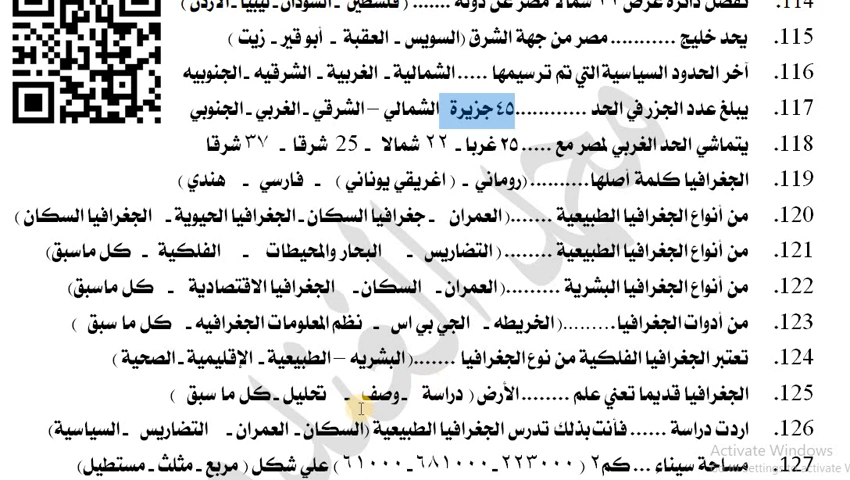 114. تفصل دائرة عرض ٢٢ شمالا مصر عن دولة ....... ( فلسطين - السودان - ليبيا - الأردن )
115. يحد خليج ........... مصر من جهة الشرق (السويس - العقبة - أبو قير - زيت )
116. آخر الحدود السياسية التي تم ترسيمها ..... الشمالية - الغربية - الشرقيه - الجنوبيه
117. يبلغ عدد الجزر في الحد ............ ٤٥ جزيرة الشمالي – الشرقي - الغربي - الجنوبي
118. يتماشي الحد الغربي لمصر مع ..... ٢٥ غربا - ٢٢ شمالا - 25 شرقا - ٣٧ شرقا
119. الجغرافيا كلمة أصلها..........(روماني - ( اغريقي يوناني ) - فارسي - هندي)
120. من أنواع الجغرافيا الطبيعية .......( العمران - جغرافيا السكان - الجغرافيا الحيوية - الجغرافيا السكان )
121. من أنواع الجغرافيا الطبيعية ........ ( التضاريس - البحار والمحيطات - الفلكية - كل ماسبق)
122. من أنواع الجغرافيا البشرية .........(العمران - السكان - الجغرافيا الاقتصادية - كل ماسبق)
123. من أدوات الجغرافيا.........(الخريطه - الجي بي اس - نظم المعلومات الجغرافيه - كل ما سبق )
124. تعتبر الجغرافيا الفلكية من نوع الجغرافيا .......( البشريه – الطبيعية - الإقليمية - الصحية )
125. الجغرافيا قديما تعني علم ........ الأرض ( دراسة - وصف - تحليل - كل ما سبق )
126. اردت دراسة ...... فأنت بذلك تدرس الجغرافيا الطبيعية (السكان - العمران - التضاريس - السياسية)
127. مساحة سيناء ... كم٢ ( ٢٢٣٠٠٠ - ٦٨١٠٠٠ - ٦١٠٠٠ ) علي شكل ( مربع - مثلث - مستطيل)
Activate Windows